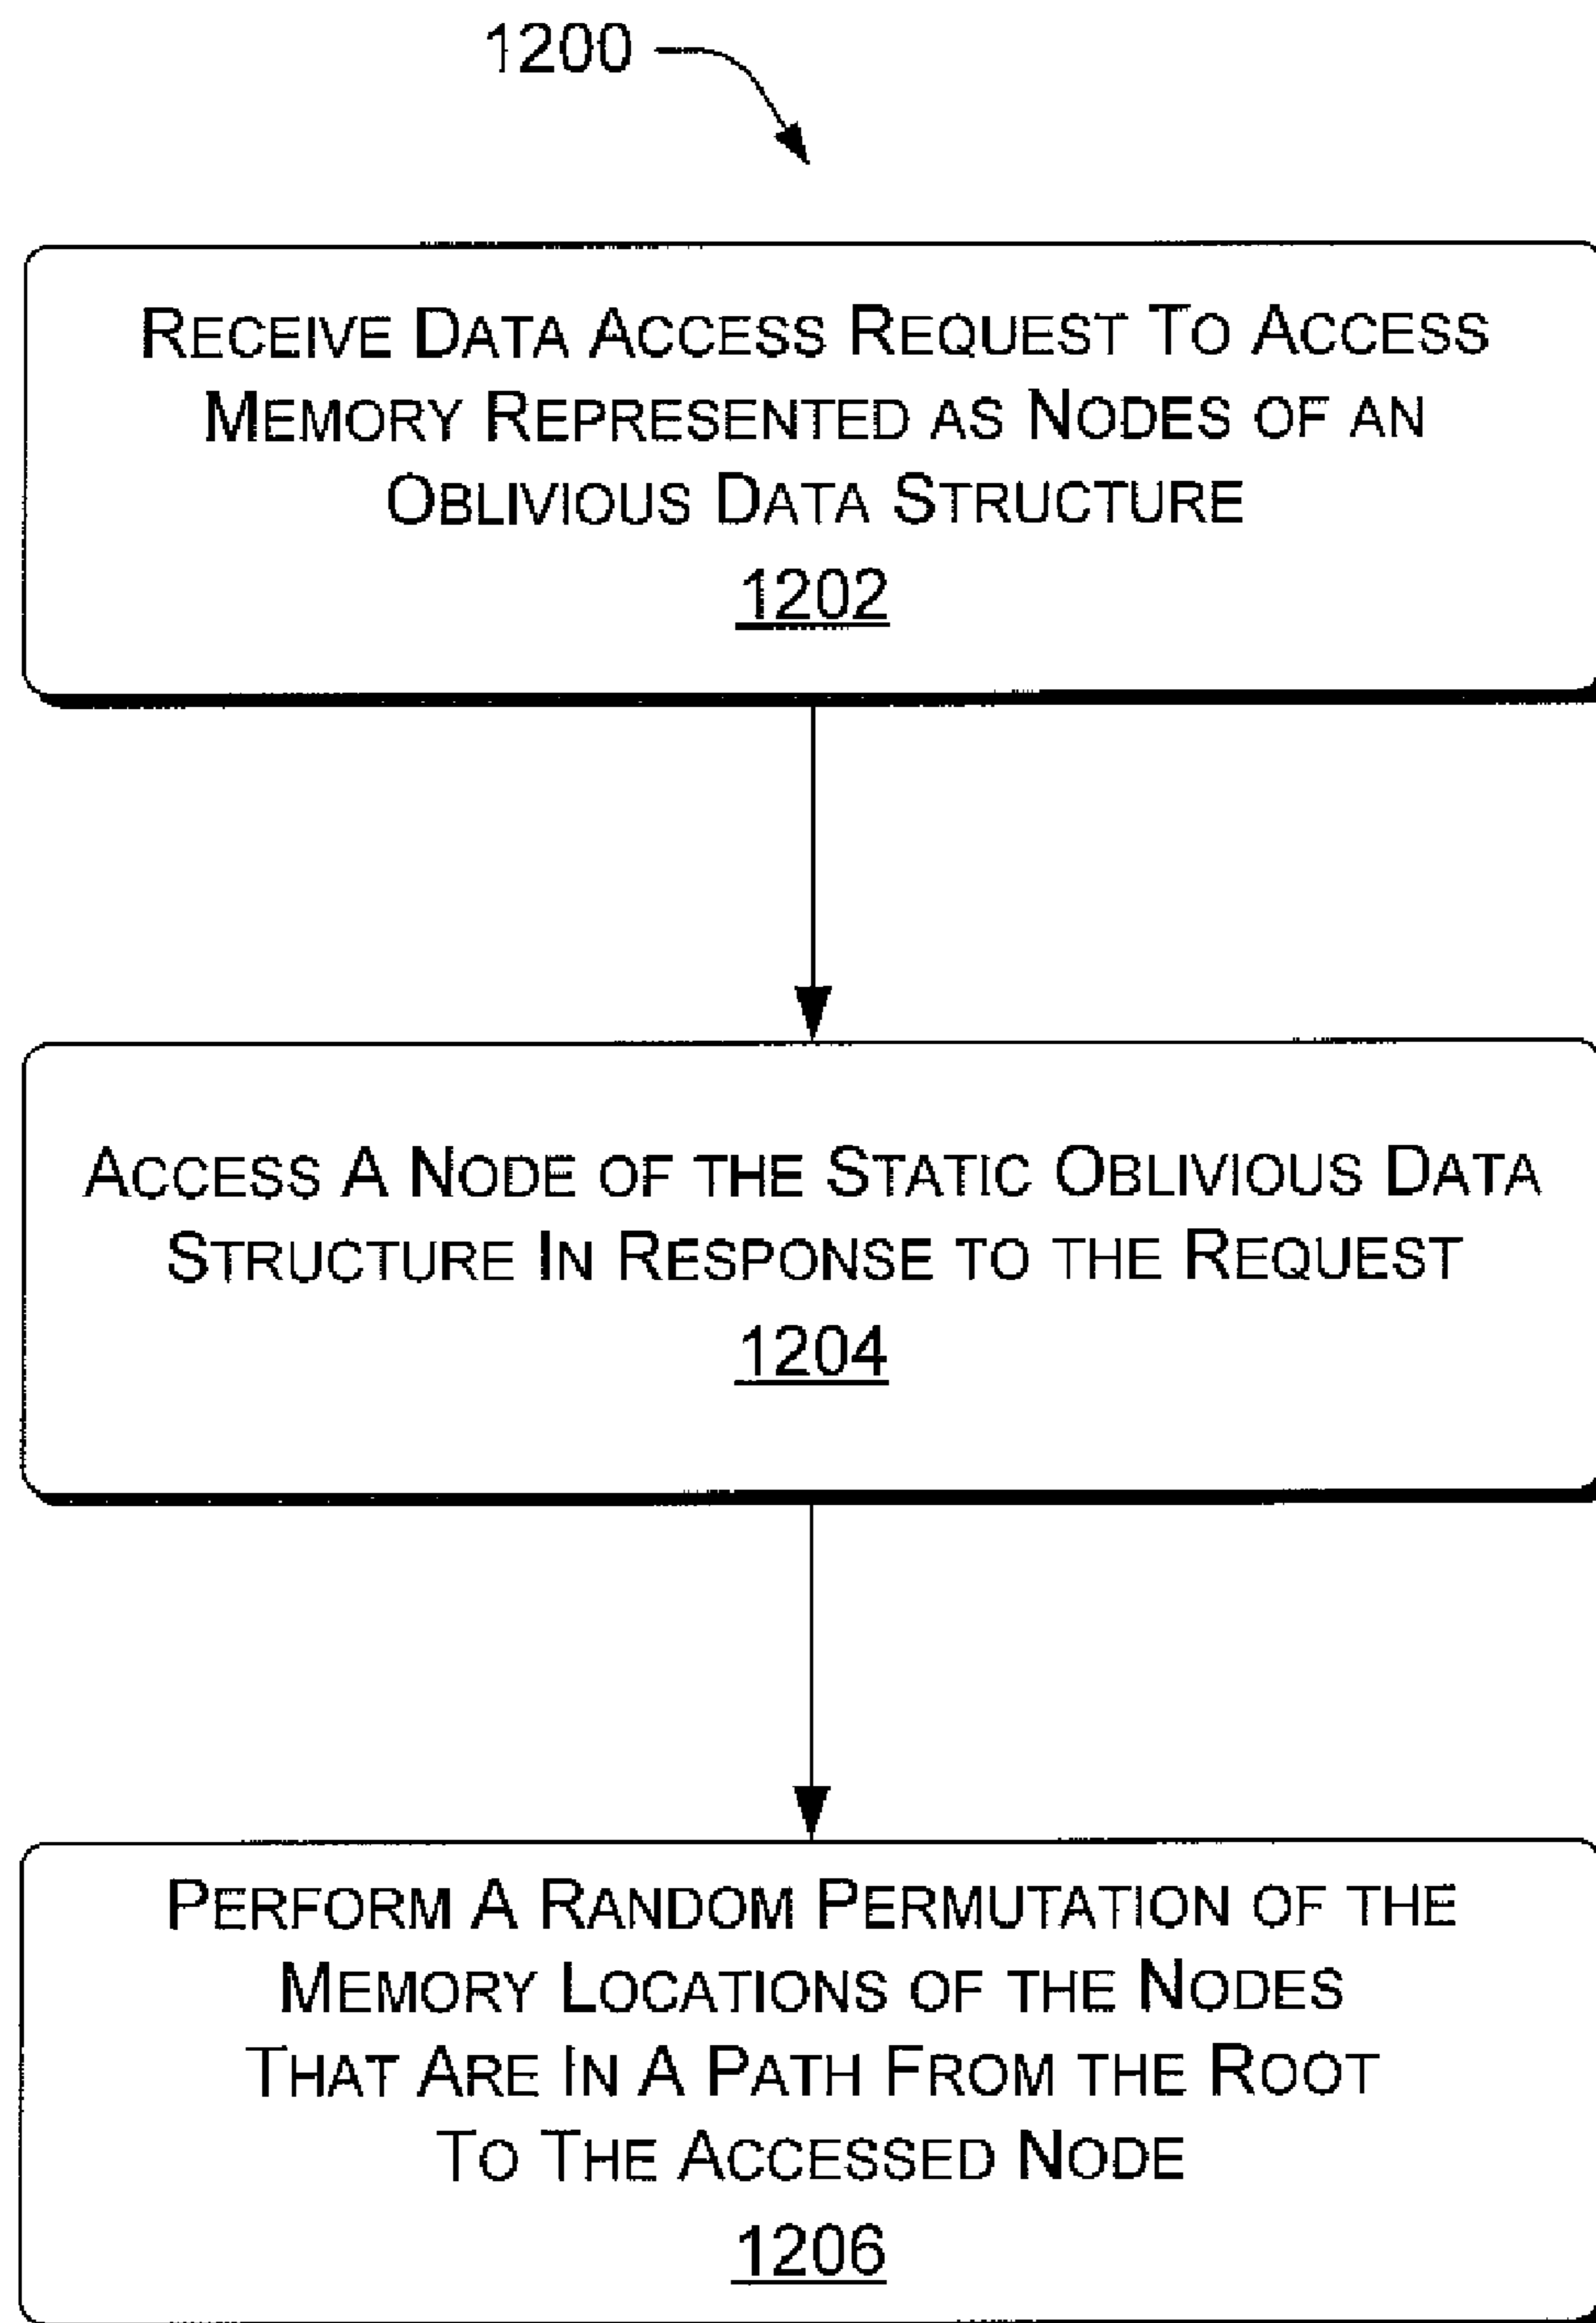 1200
RECEIVE DATA ACCESS REQUEST TO ACCESS
MEMORY REPRESENTED AS NODES OF AN
OBLIVIOUS DATA STRUCTURE
1202
ACCESS A NODE OF THE STATIC OBLIVIOUS DATA
STRUCTURE IN RESPONSE TO THE REQUEST
1204
PERFORM A RANDOM PERMUTATION OF THE
MEMORY LOCATIONS OF THE NODES
THAT ARE IN A PATH FROM THE ROOT
TO THE ACCESSED NODE
1206